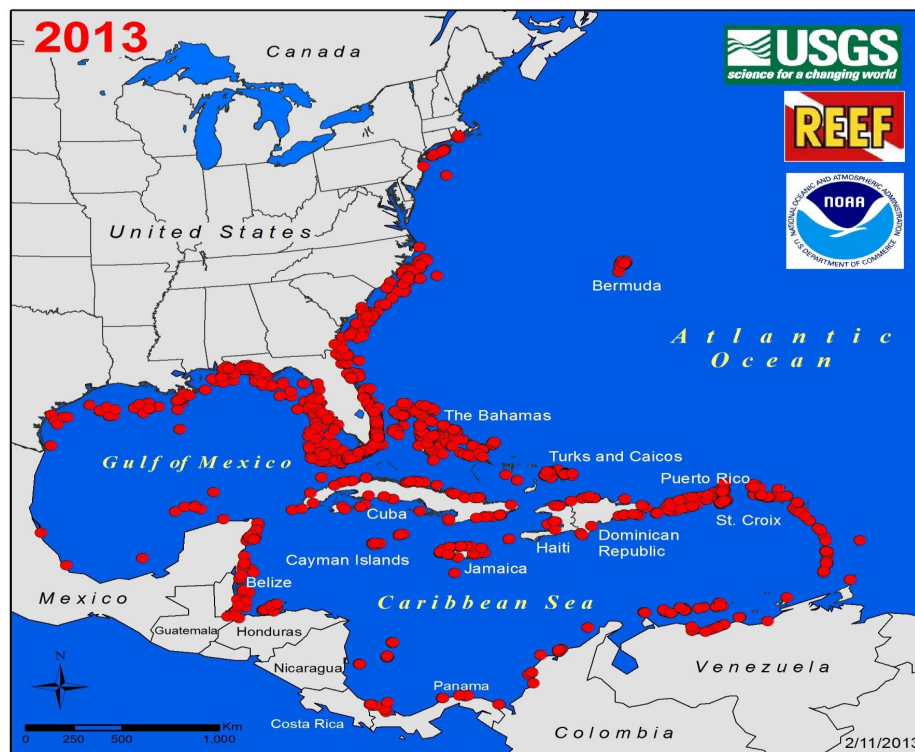 2013
Canada
USGS
science for a changing world
REEF
NATIONAL OCEANIC AND ATMOSPHERIC ADMINISTRATION
NOAA
U.S. DEPARTMENT OF COMMERCE
United States
Bermuda
Atlantic
Ocean
The Bahamas
Gulf of Mexico
Turks and Caicos
Puerto Rico
Cuba
St. Croix
Haiti
Dominican
Republic
Cayman Islands
Jamaica
Belize
Mexico
Caribbean Sea
Guatemala
Honduras
Nicaragua
Venezuela
Panama
N
Costa Rica
Colombia
Km
0 250 500 1,000
2/11/2013